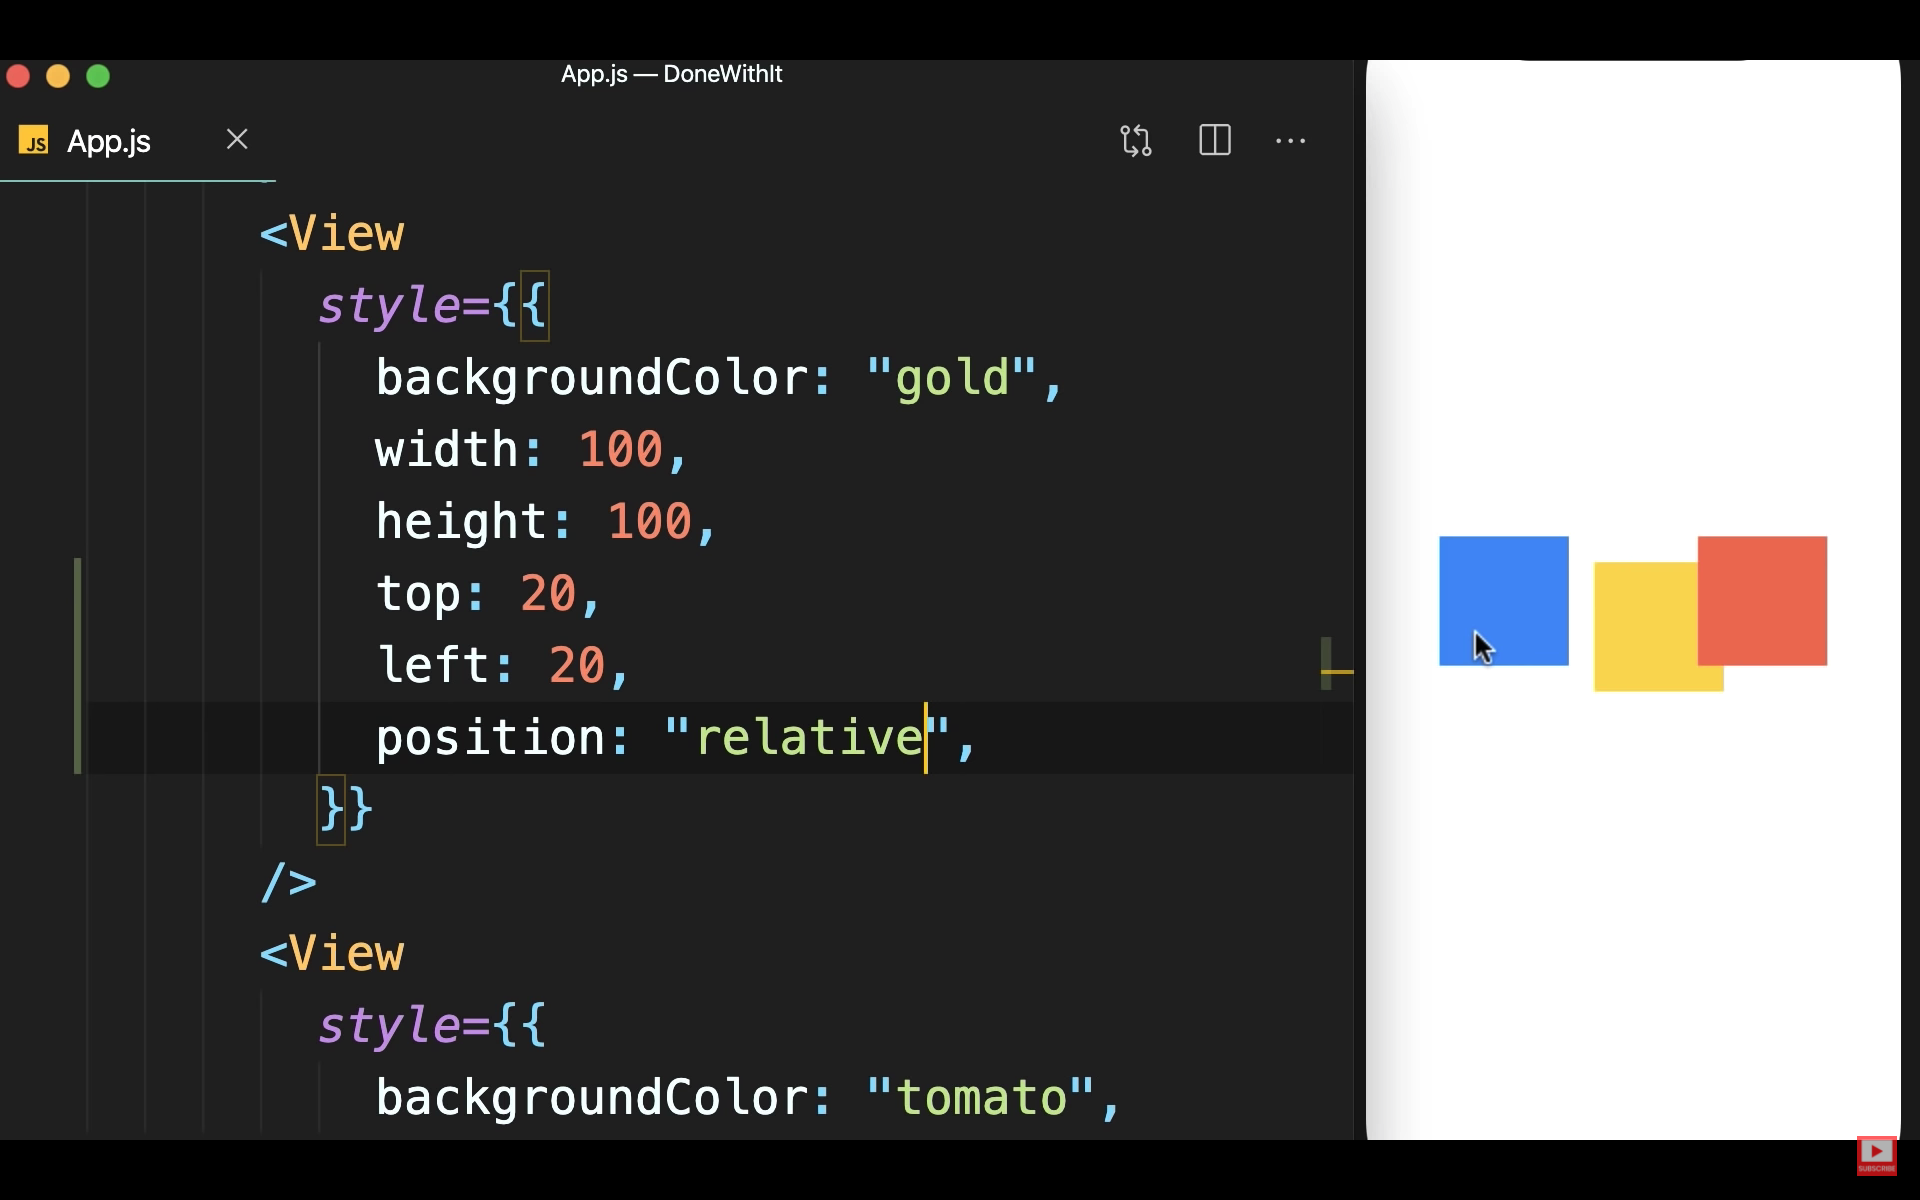 App.js — DoneWithIt
JS App.js
<View
style={{
backgroundColor: "gold",
width: 100,
height: 100,
top: 20,
left: 20,
position: "relative",
}}
/>
<View
style={{
backgroundColor: "tomato",
SUBSCRIBE